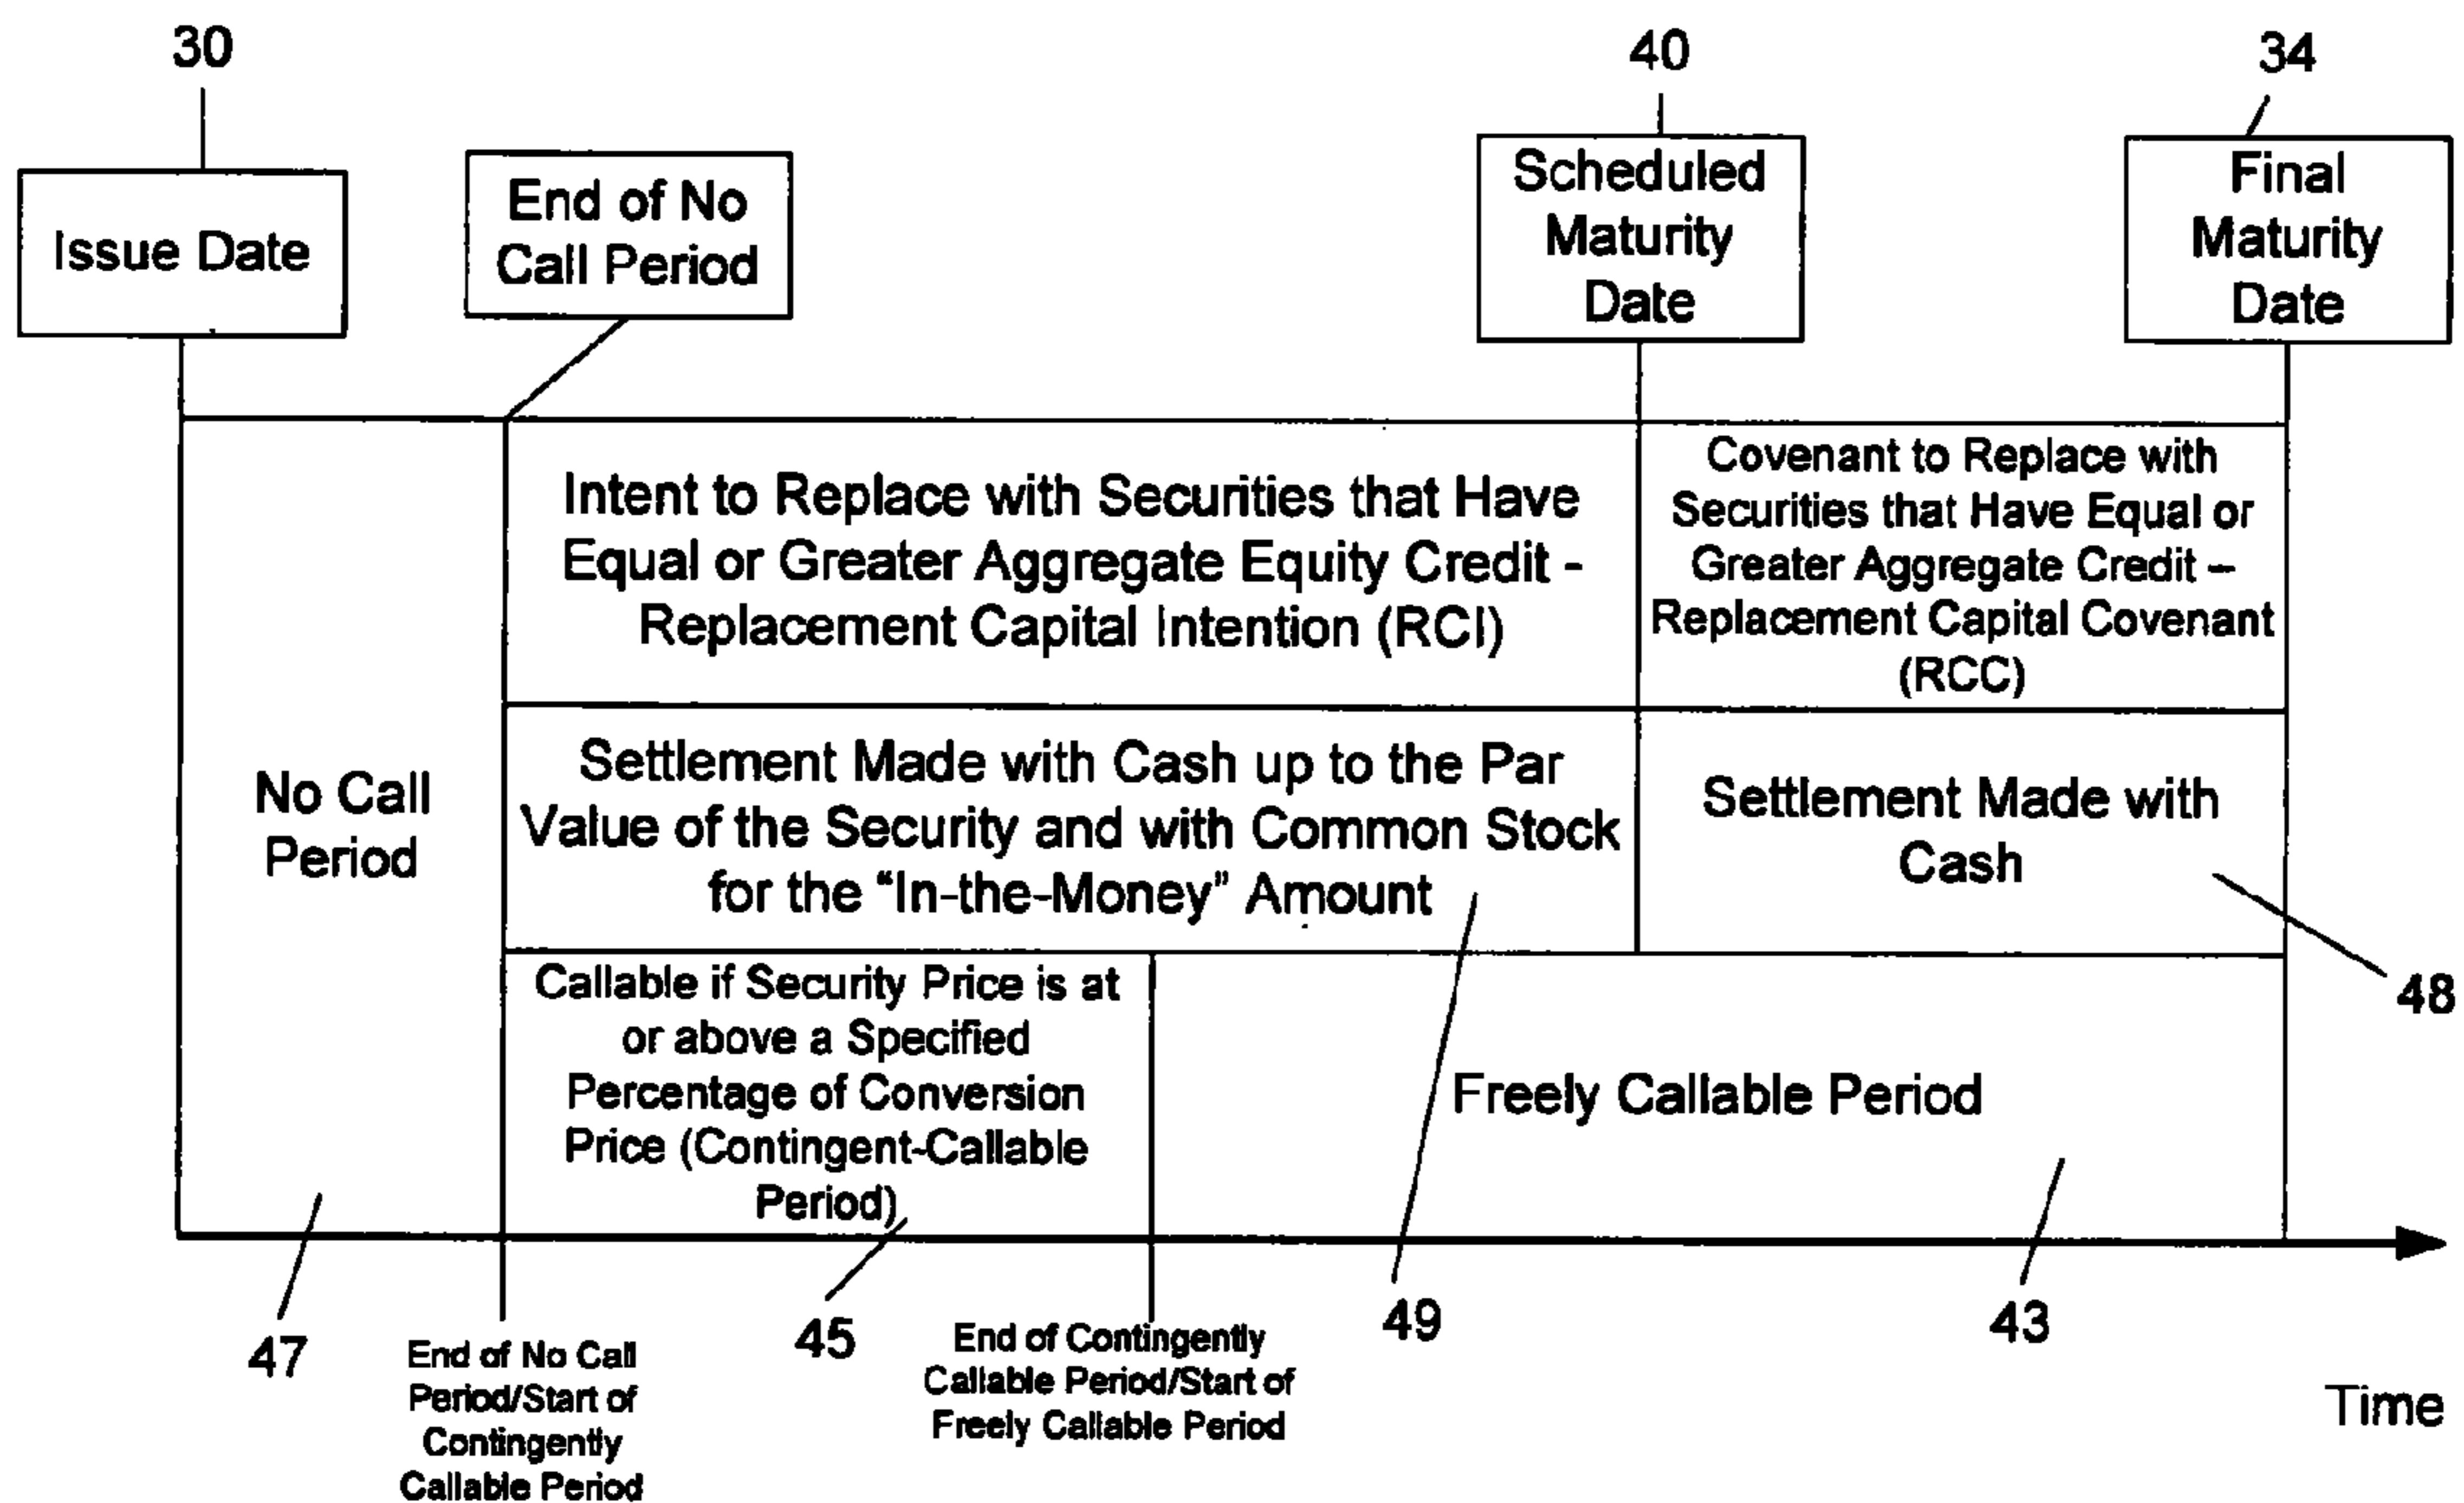 30
40
34
Issue Date
End of No
Call Period
Scheduled
Maturity
Date
Final
Maturity
Date
No Call
Period
Intent to Replace with Securities that Have
Equal or Greater Aggregate Equity Credit -
Replacement Capital Intention (RCI)
Covenant to Replace with
Securities that Have Equal or
Greater Aggregate Credit –
Replacement Capital Covenant
(RCC)
Settlement Made with Cash up to the Par
Value of the Security and with Common Stock
for the “In-the-Money” Amount
Settlement Made with
Cash
48
Callable if Security Price is at
or above a Specified
Percentage of Conversion
Price (Contingent-Callable
Period)
Freely Callable Period
47
End of No Call
Period/Start of
Contingently
Callable Period
45
End of Contingently
Callable Period/Start of
Freely Callable Period
49
43
Time